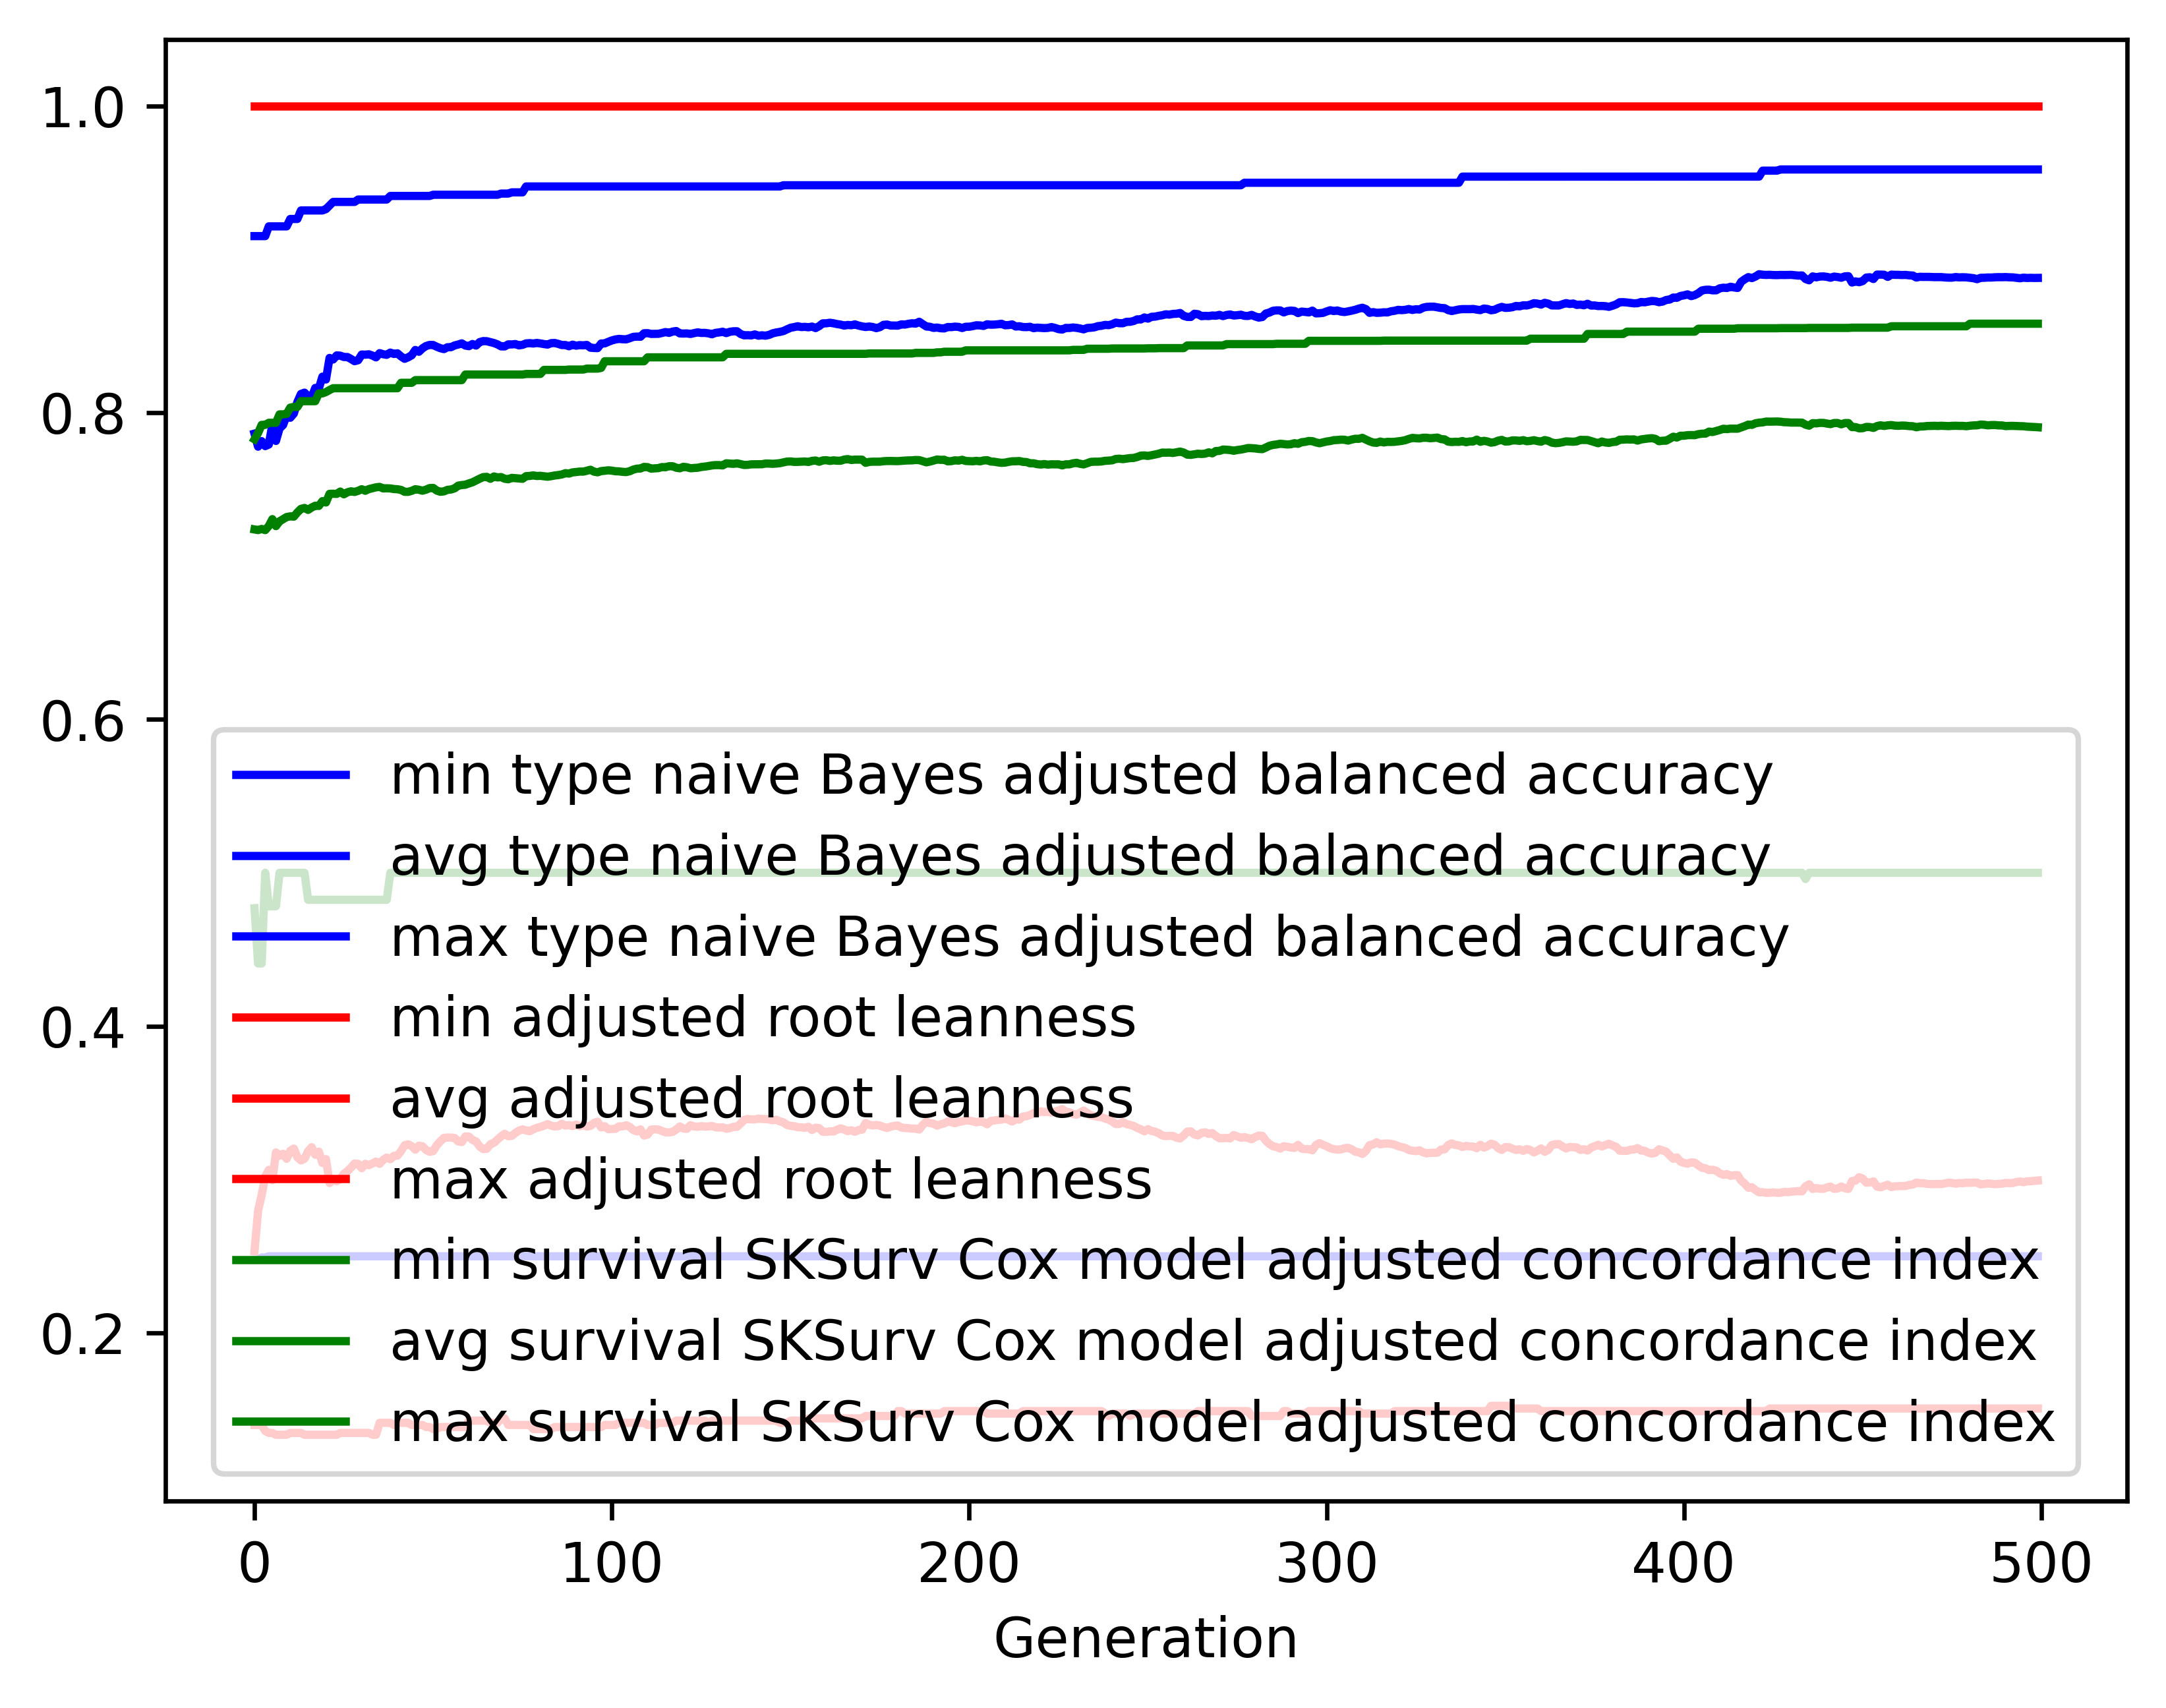 1.0
0.8
0.6
0.4
0.2
min type naive Bayes adjusted balanced accuracy
avg type naive Bayes adjusted balanced accuracy
max type naive Bayes adjusted balanced accuracy
min adjusted root leanness
avg adjusted root leanness
max adjusted root leanness
min survival SKSurv Cox model adjusted concordance index
avg survival SKSurv Cox model adjusted concordance index
max survival SKSurv Cox model adjusted concordance index
0 100 200 300 400 500
Generation